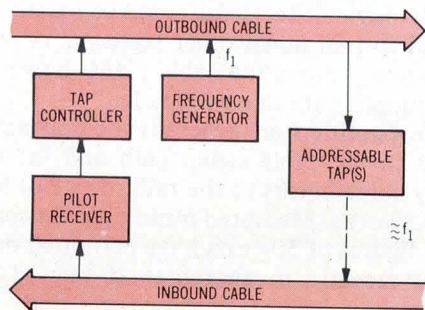 OUTBOUND CABLE
f₁
TAP
CONTROLLER
FREQUENCY
GENERATOR
ADDRESSABLE
TAP(S)
PILOT
RECEIVER
≈f₁
INBOUND CABLE